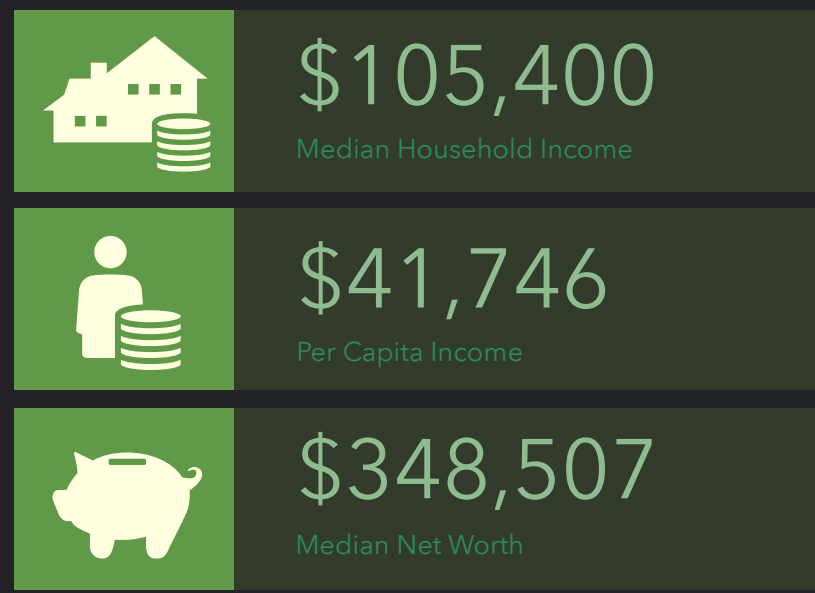 $105,400
Median Household Income
$41,746
Per Capita Income
$348,507
Median Net Worth